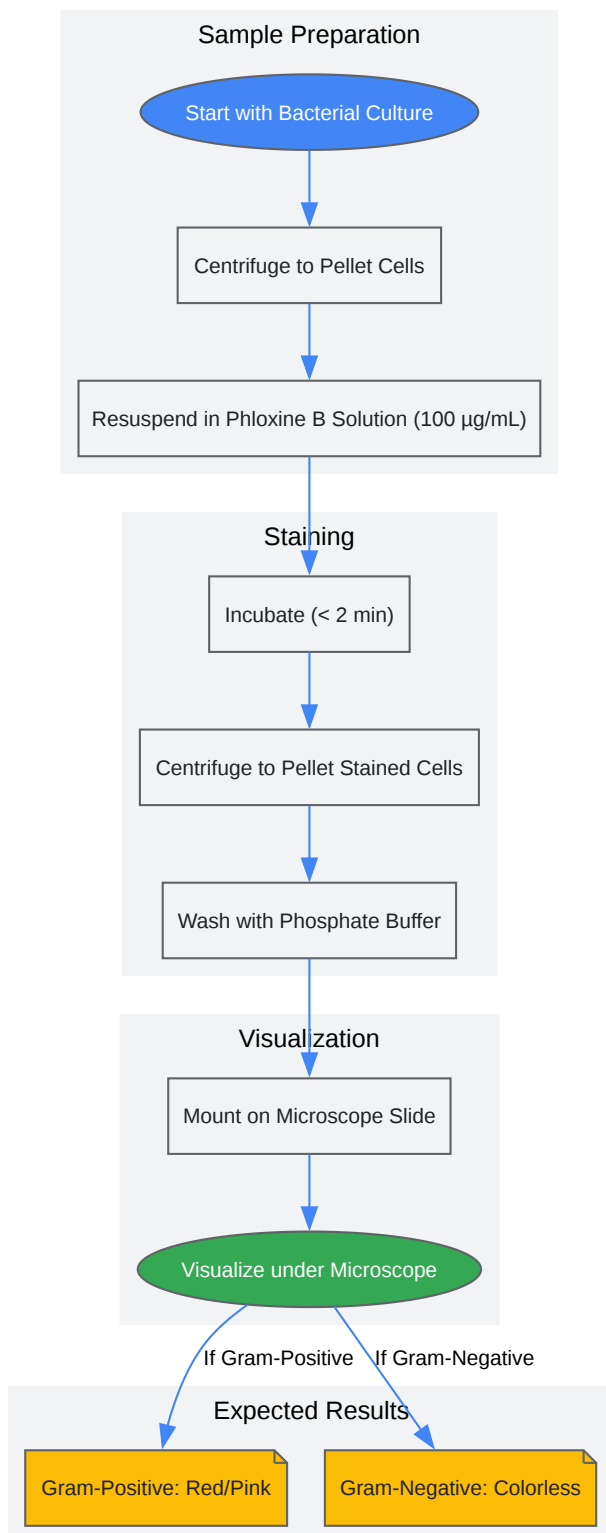 Sample Preparation
Start with Bacterial Culture
Centrifuge to Pellet Cells
Resuspend in Phloxine B Solution (100 µg/mL)
Staining
Incubate (< 2 min)
Centrifuge to Pellet Stained Cells
Wash with Phosphate Buffer
Visualization
Mount on Microscope Slide
Visualize under Microscope
If Gram-Positive
If Gram-Negative
Expected Results
Gram-Positive: Red/Pink
Gram-Negative: Colorless